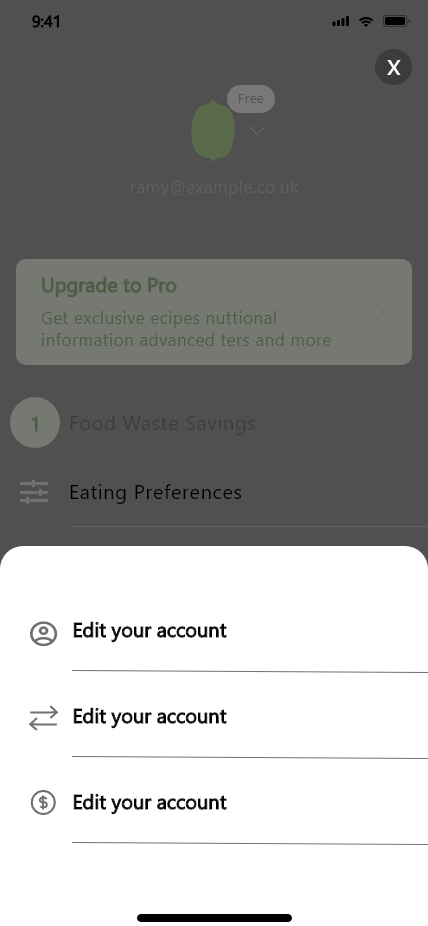 9:41
X
Free
ramy@example.co.uk
Upgrade to Pro
Get exclusive ecipes nuttional
information advanced ters and more
1
Food Waste Savings
Eating Preferences
Edit your account
Edit your account
$
Edit your account